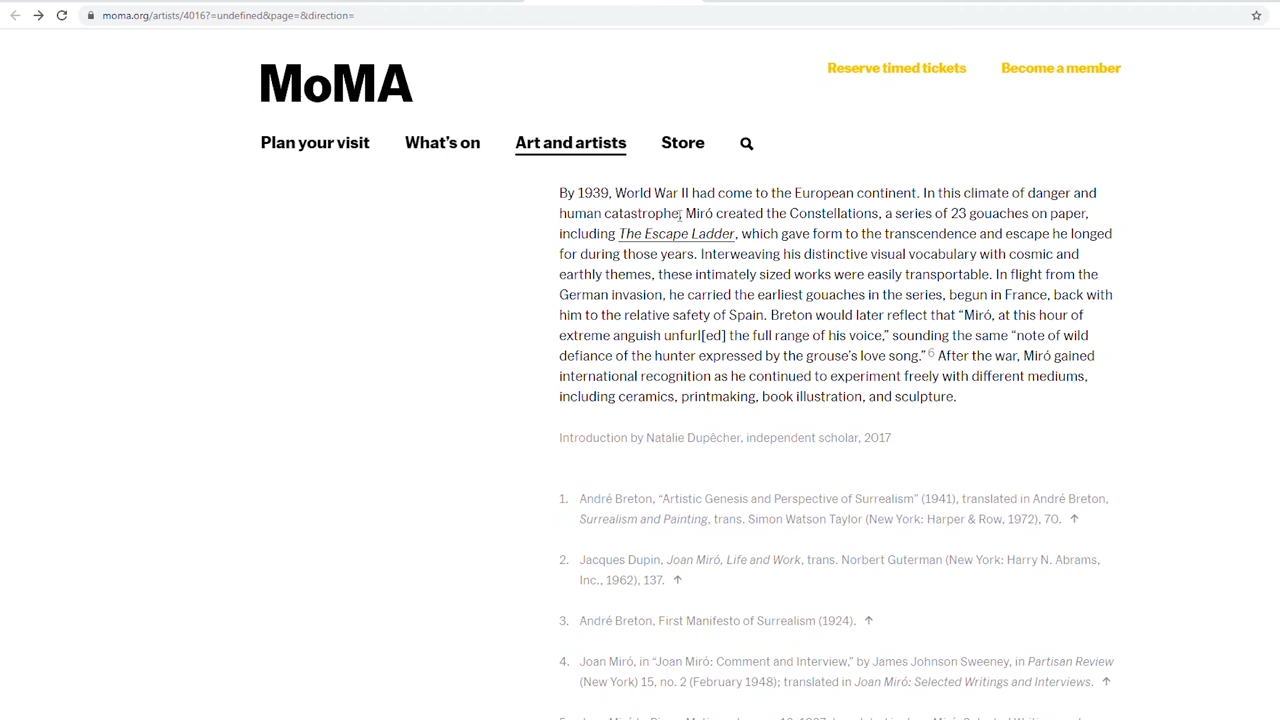 moma.org/artists/4016?=undefined&page=&direction=
MoMA
Reserve timed tickets
Become a member
Plan your visit
What's on
Art and artists
Store
By 1939, World War II had come to the European continent. In this climate of danger and
human catastrophe, Miró created the Constellations, a series of 23 gouaches on paper,
including The Escape Ladder, which gave form to the transcendence and escape he longed
for during those years. Interweaving his distinctive visual vocabulary with cosmic and
earthly themes, these intimately sized works were easily transportable. In flight from the
German invasion, he carried the earliest gouaches in the series, begun in France, back with
him to the relative safety of Spain. Breton would later reflect that “Miró, at this hour of
extreme anguish unfurl[ed] the full range of his voice,” sounding the same “note of wild
defiance of the hunter expressed by the grouse’s love song.” 6 After the war, Miró gained
international recognition as he continued to experiment freely with different mediums,
including ceramics, printmaking, book illustration, and sculpture.
Introduction by Natalie Dupêcher, independent scholar, 2017
1. André Breton, “Artistic Genesis and Perspective of Surrealism” (1941), translated in André Breton,
Surrealism and Painting, trans. Simon Watson Taylor (New York: Harper & Row, 1972), 70. ↑
2. Jacques Dupin, Joan Miró, Life and Work, trans. Norbert Guterman (New York: Harry N. Abrams,
Inc., 1962), 137. ↑
3. André Breton, First Manifesto of Surrealism (1924). ↑
4. Joan Miró, in “Joan Miró: Comment and Interview,” by James Johnson Sweeney, in Partisan Review
(New York) 15, no. 2 (February 1948); translated in Joan Miró: Selected Writings and Interviews. ↑